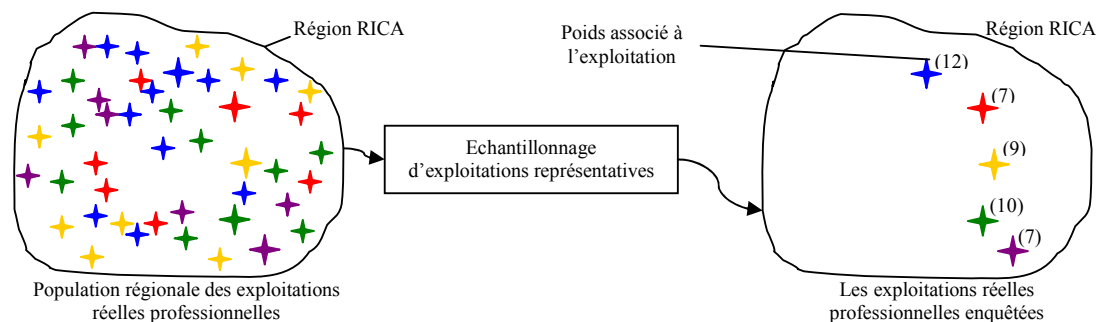 Région RICA
Population régionale des exploitations
réelles professionnelles
Echantillonnage
d'exploitations représentatives
Poids associé à
l'exploitation
Région RICA
(12)
(7)
(9)
(10)
(7)
Les exploitations réelles
professionnelles enquêtées